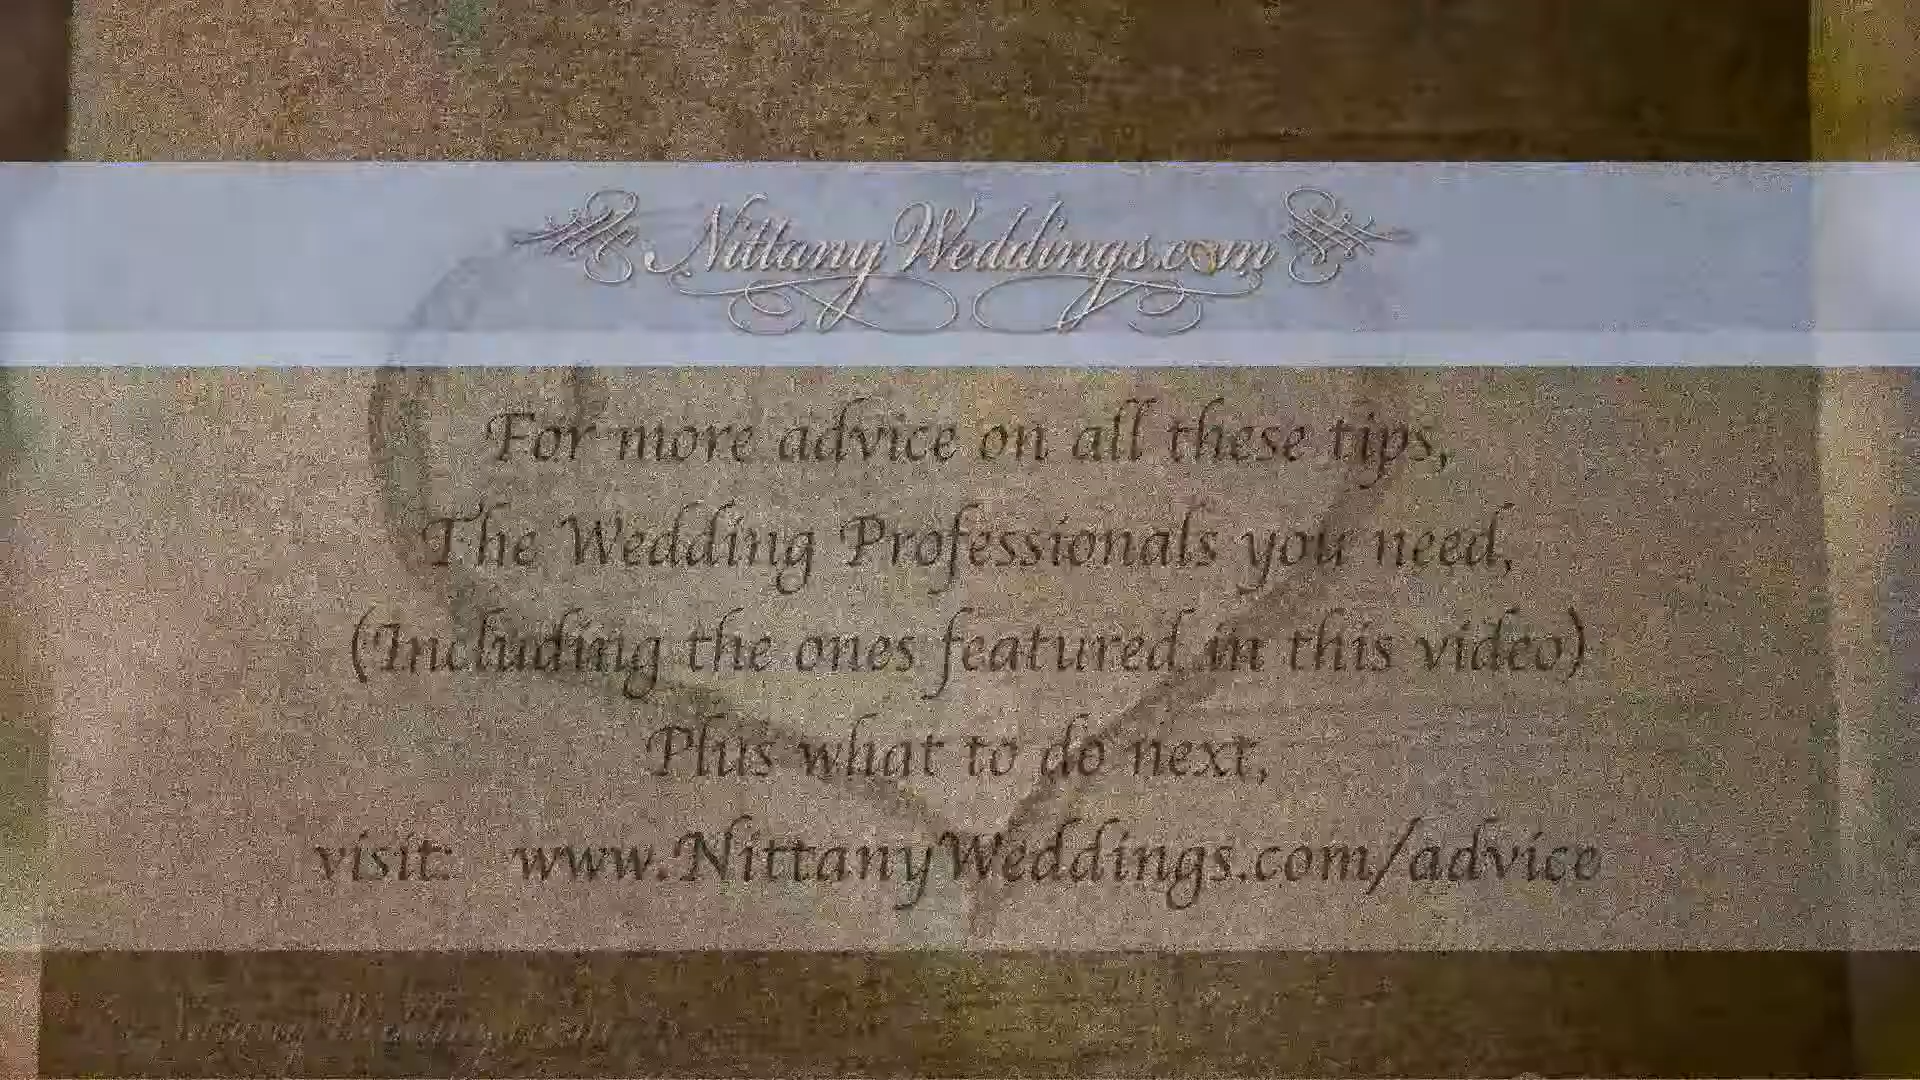 NittanyWeddings.com
For more advice on all these tips,
The Wedding Professionals you need,
(Including the ones featured in this video)
Plus what to do next,
visit: www.NittanyWeddings.com/advice